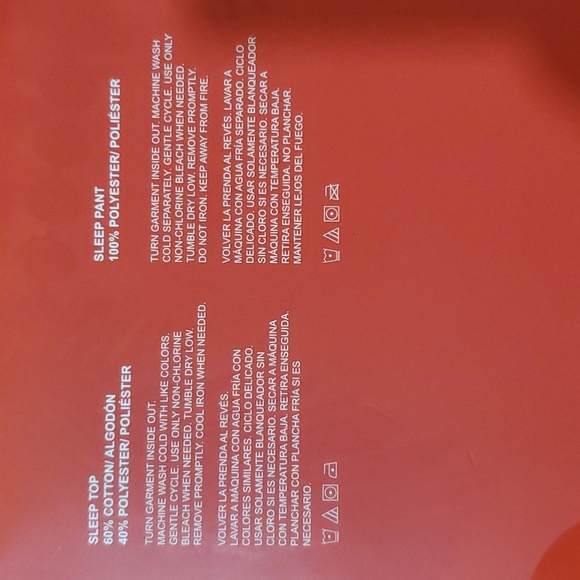 SLEEP TOP
60% COTTON/ ALGODÓN
40% POLYESTER/ POLIÉSTER
TURN GARMENT INSIDE OUT.
MACHINE WASH COLD WITH LIKE COLORS.
GENTLE CYCLE. USE ONLY NON-CHLORINE
BLEACH WHEN NEEDED. TUMBLE DRY LOW.
REMOVE PROMPTLY. COOL IRON WHEN NEEDED.
VOLVER LA PRENDA AL REVÉS.
LAVAR A MAQUINA CON AGUA FRÍA CON
COLORES SIMILARES. CICLO DELICADO.
USAR SOLAMENTE BLANQUEADOR SIN
CLORO SI ES NECESARIO. SECAR A MÁQUINA
CON TEMPERATURA BAJA. RETIRA ENSEGUIDA.
PLANCHAR CON PLANCHA FRÍA SI ES
NECESARIO.
SLEEP PANT
100% POLYESTER/ POLIÉSTER
TURN GARMENT INSIDE OUT. MACHINE WASH
COLD SEPARATELY. GENTLE CYCLE. USE ONLY
NON-CHLORINE BLEACH WHEN NEEDED.
TUMBLE DRY LOW. REMOVE PROMPTLY.
DO NOT IRON. KEEP AWAY FROM FIRE.
VOLVER LA PRENDA AL REVÉS. LAVAR A
MÁQUINA CON AGUA FRÍA SEPARADO. CICLO
DELICADO. USAR SOLAMENTE BLANQUEADOR
SIN CLORO SI ES NECESARIO. SECAR A
MÁQUINA CON TEMPERATURA BAJA.
RETIRA ENSEGUIDA. NO PLANCHAR.
MANTENER LEJOS DEL FUEGO.